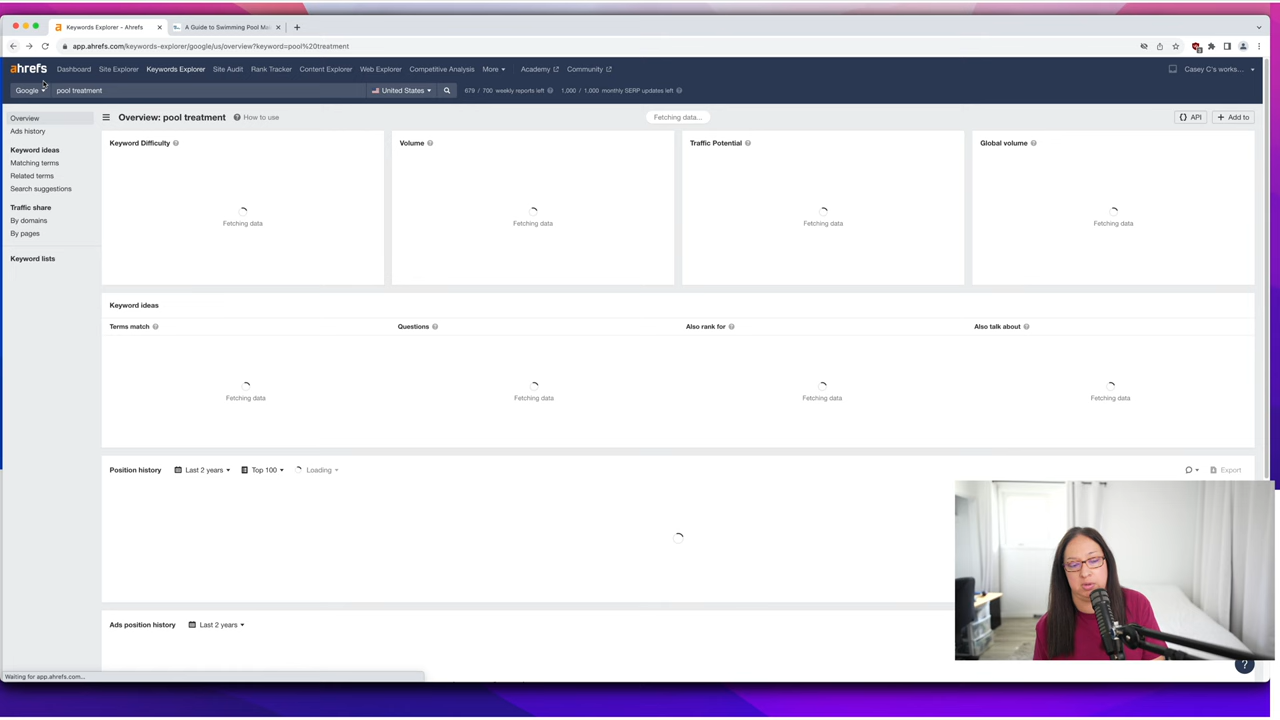 Keywords Explorer – Ahrefs
A Guide to Swimming Pool Ma
app.ahrefs.com/keywords-explorer/google/us/overview?keyword=pool%20treatment
ahrefs
Dashboard
Site Explorer
Keywords Explorer
Site Audit
Rank Tracker
Content Explorer
Web Explorer
Competitive Analysis
More
Academy
Community
Casey C's works...
Google
pool treatment
United States
679 / 700 weekly reports left
1,000 / 1,000 monthly SERP updates left
Overview
Ads history
Keyword ideas
Matching terms
Related terms
Search suggestions
Traffic share
By domains
By pages
Keyword lists
Overview: pool treatment
How to use
Fetching data...
API
Add to
Keyword Difficulty
Volume
Traffic Potential
Global volume
Fetching data
Fetching data
Fetching data
Fetching data
Keyword ideas
Terms match
Questions
Also rank for
Also talk about
Fetching data
Fetching data
Fetching data
Fetching data
Position history
Last 2 years
Top 100
Loading
Export
Ads position history
Last 2 years
Waiting for app.ahrefs.com...